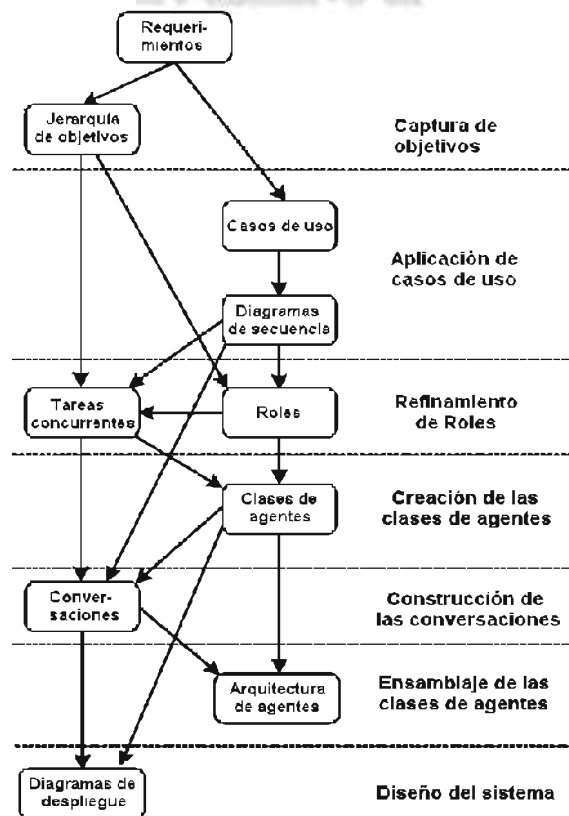 Requeri-
mientos
Jerarquía
de objetivos
Captura de
objetivos
Casos de uso
Aplicación de
casos de uso
Diagramas
de secuencia
Tareas
concurrentes
Roles
Refinamiento
de Roles
Clases de
agentes
Creación de las
clases de agentes
Conver-
saciones
Construcción de
las conversaciones
Arquitectura
de agentes
Ensamblaje de las
clases de agentes
Diagramas de
despliegue
Diseño del sistema